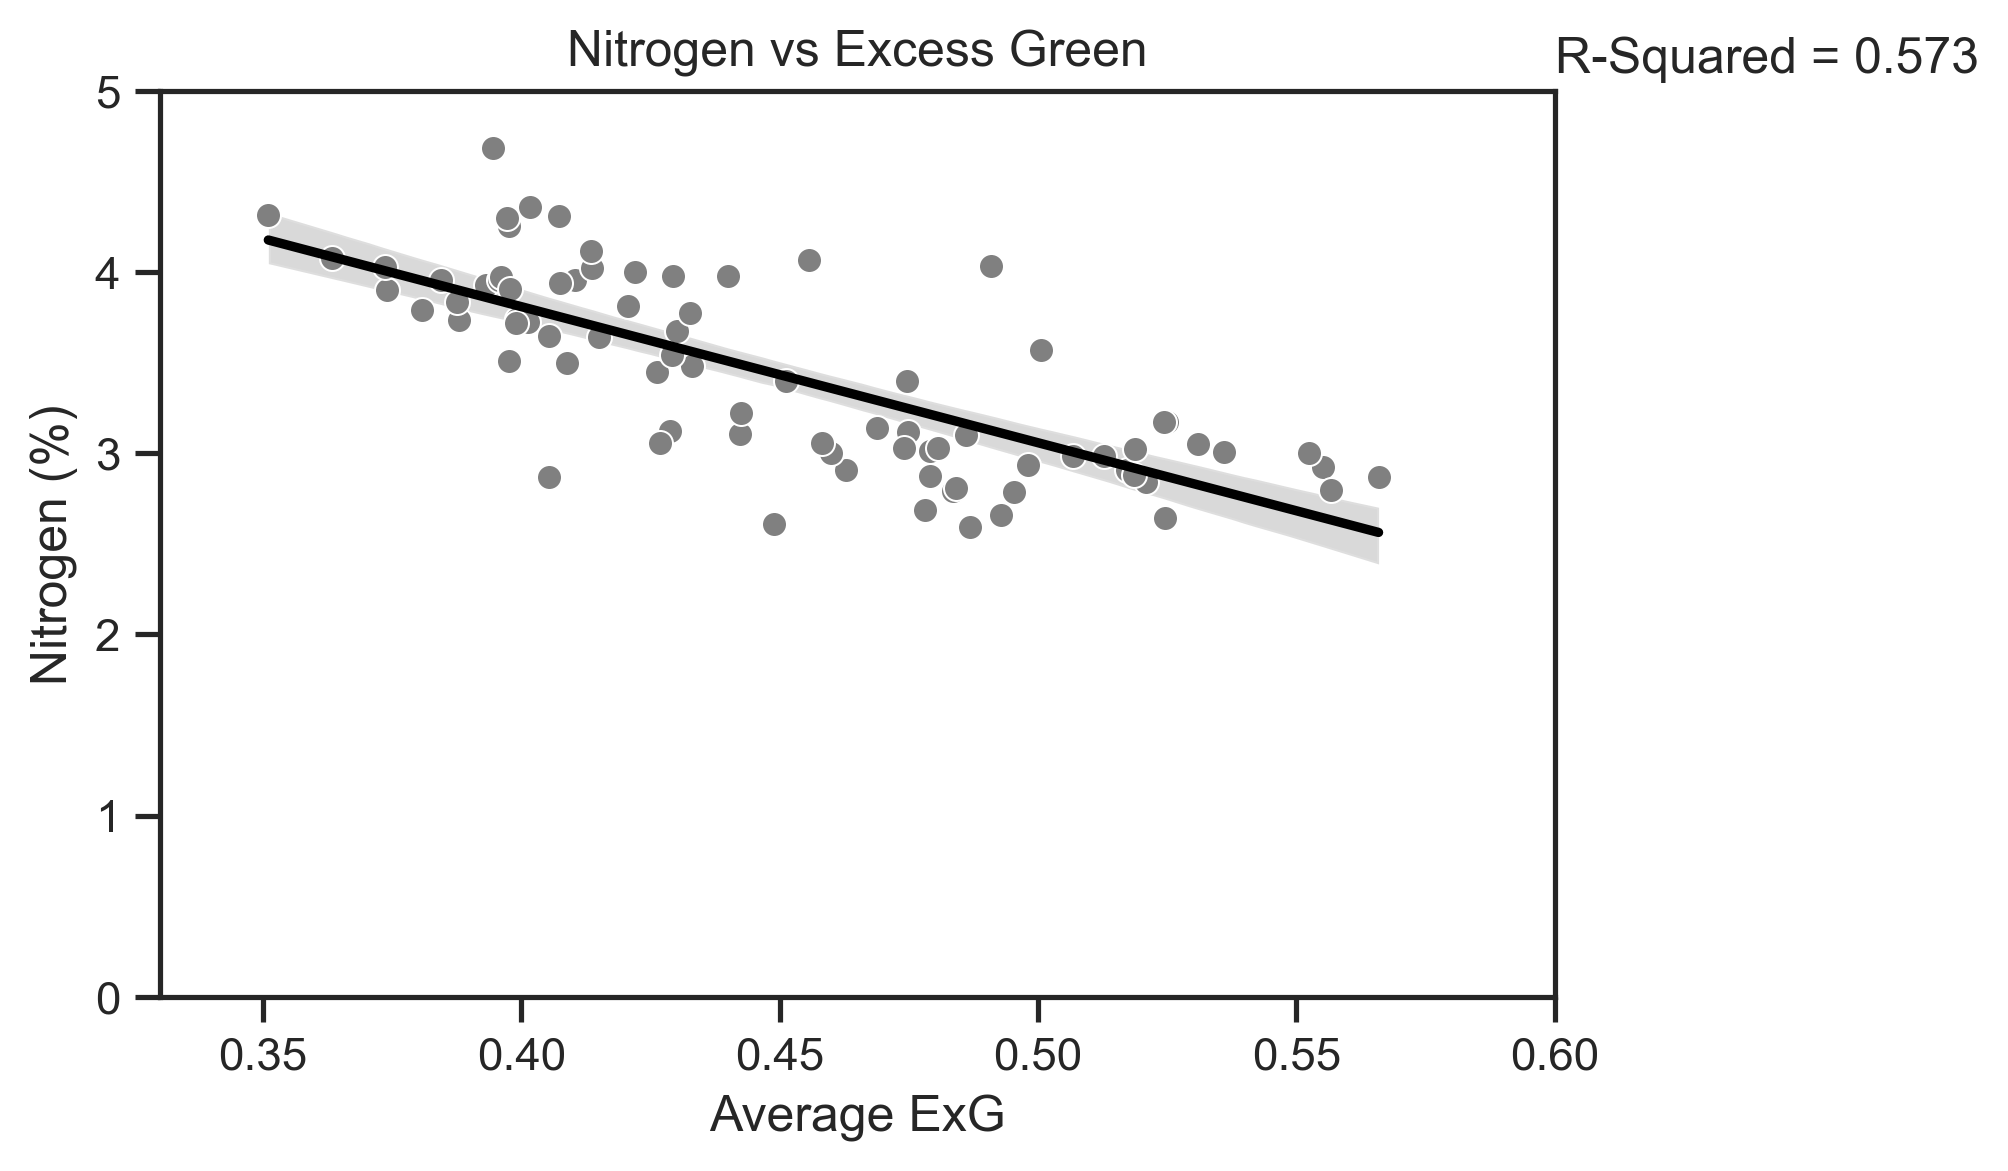 Nitrogen vs Excess Green
R-Squared = 0.573
5
4
3
2
1
0
Nitrogen (%)
0.35 0.40 0.45 0.50 0.55 0.60
Average ExG